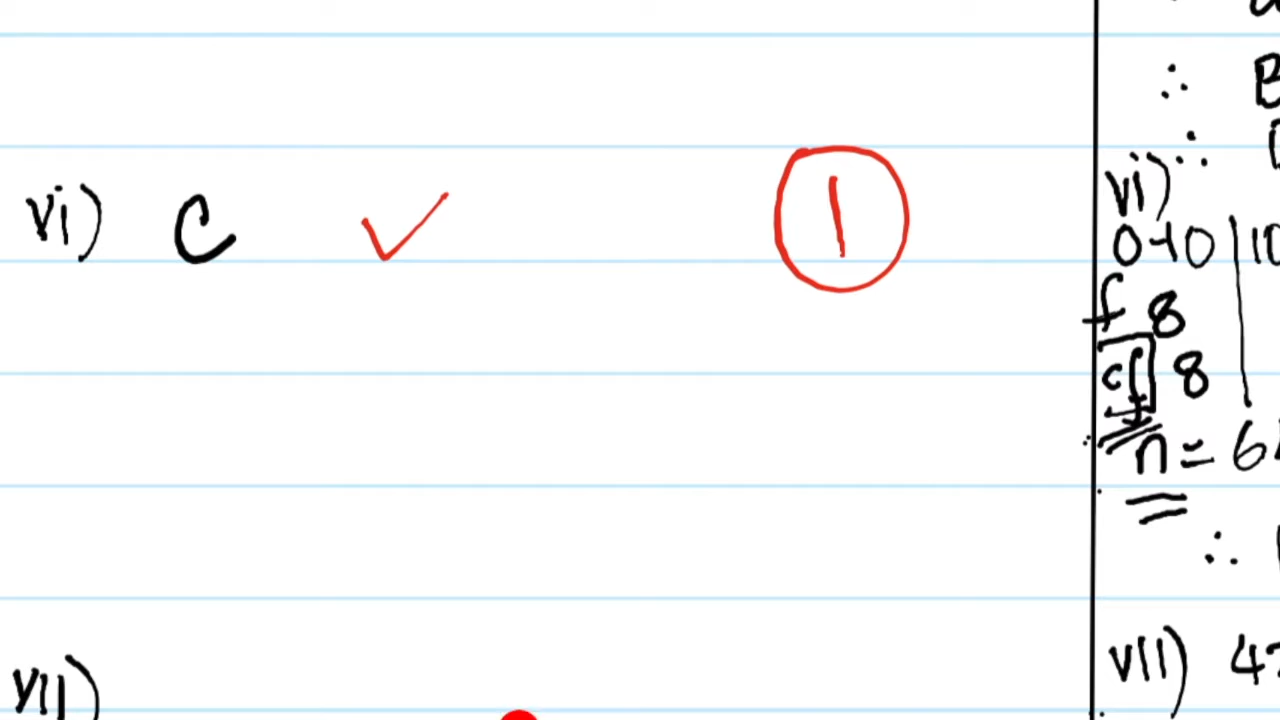 vi) C ✓ 1
vii)
∴ B
∴
vi)
0-10 | 10
f 8
cf 8
n = 6
∴
vii) 4